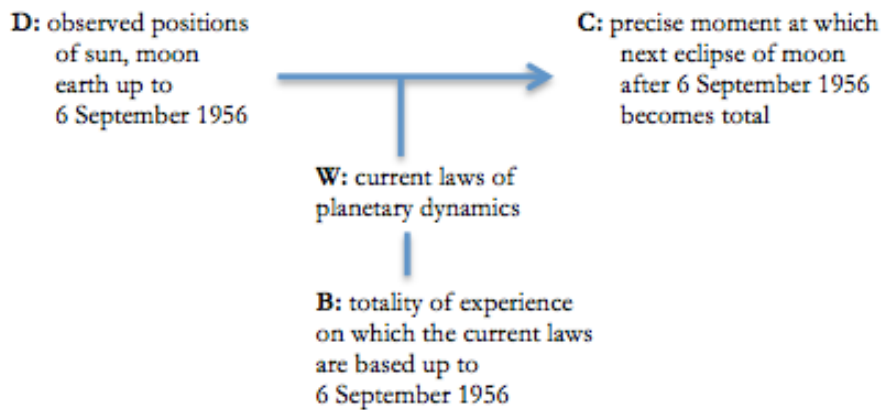 D: observed positions
of sun, moon
earth up to
6 September 1956
C: precise moment at which
next eclipse of moon
after 6 September 1956
becomes total
W: current laws of
planetary dynamics
B: totality of experience
on which the current laws
are based up to
6 September 1956